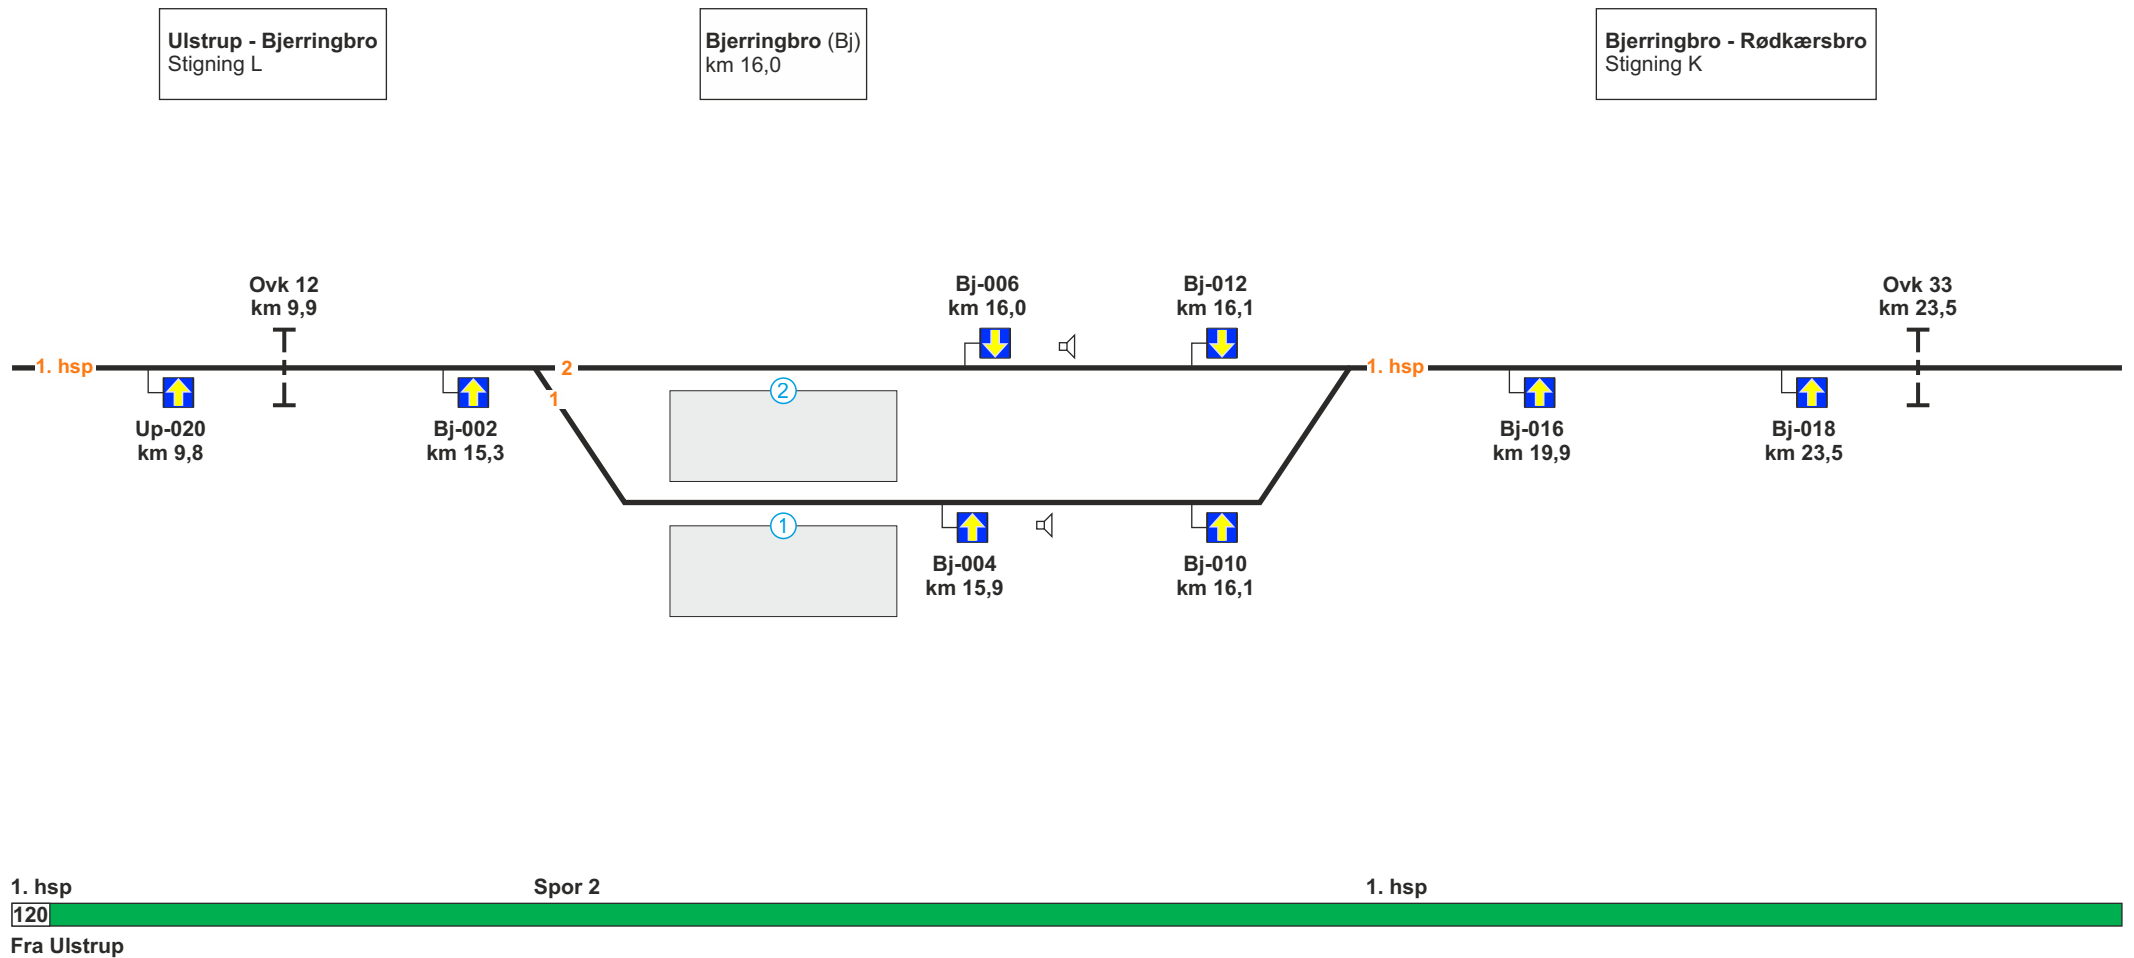 Ulstrup - Bjerringbro
Stigning L
Bjerringbro (Bj)
km 16,0
Bjerringbro - Rødkærsbro
Stigning K
Ovk 12
km 9,9
Bj-006
km 16,0
Bj-012
km 16,1
Ovk 33
km 23,5
1. hsp
2
1. hsp
1
2
Up-020
km 9,8
Bj-002
km 15,3
Bj-016
km 19,9
Bj-018
km 23,5
1
Bj-004
km 15,9
Bj-010
km 16,1
1. hsp
Spor 2
1. hsp
120
Fra Ulstrup